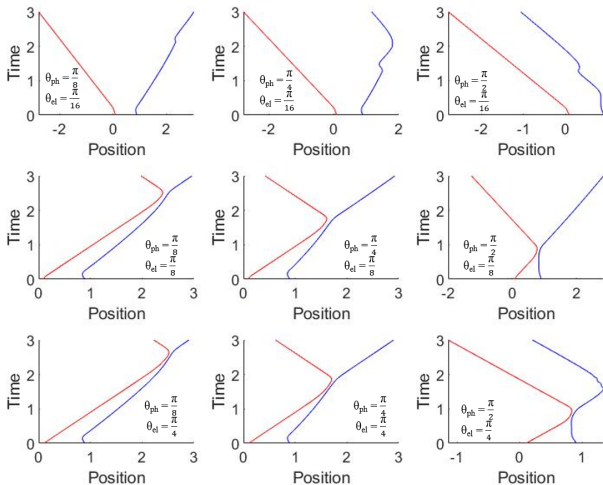 3
2
1
0
Time
-2
0
2
Position
θph = π/8
θel = π/16
3
2
1
0
Time
-2
0
2
Position
θph = π/4
θel = π/16
3
2
1
0
Time
-2
-1
0
Position
θph = π/2
θel = π/16
3
2
1
0
Time
0
1
2
3
Position
θph = π/8
θel = π/8
3
2
1
0
Time
0
1
2
3
Position
θph = π/4
θel = π/8
3
2
1
0
Time
-2
0
2
Position
θph = π/2
θel = π/8
3
2
1
0
Time
0
1
2
3
Position
θph = π/8
θel = π/4
3
2
1
0
Time
0
1
2
3
Position
θph = π/4
θel = π/4
3
2
1
0
Time
-1
0
1
Position
θph = π/2
θel = π/4